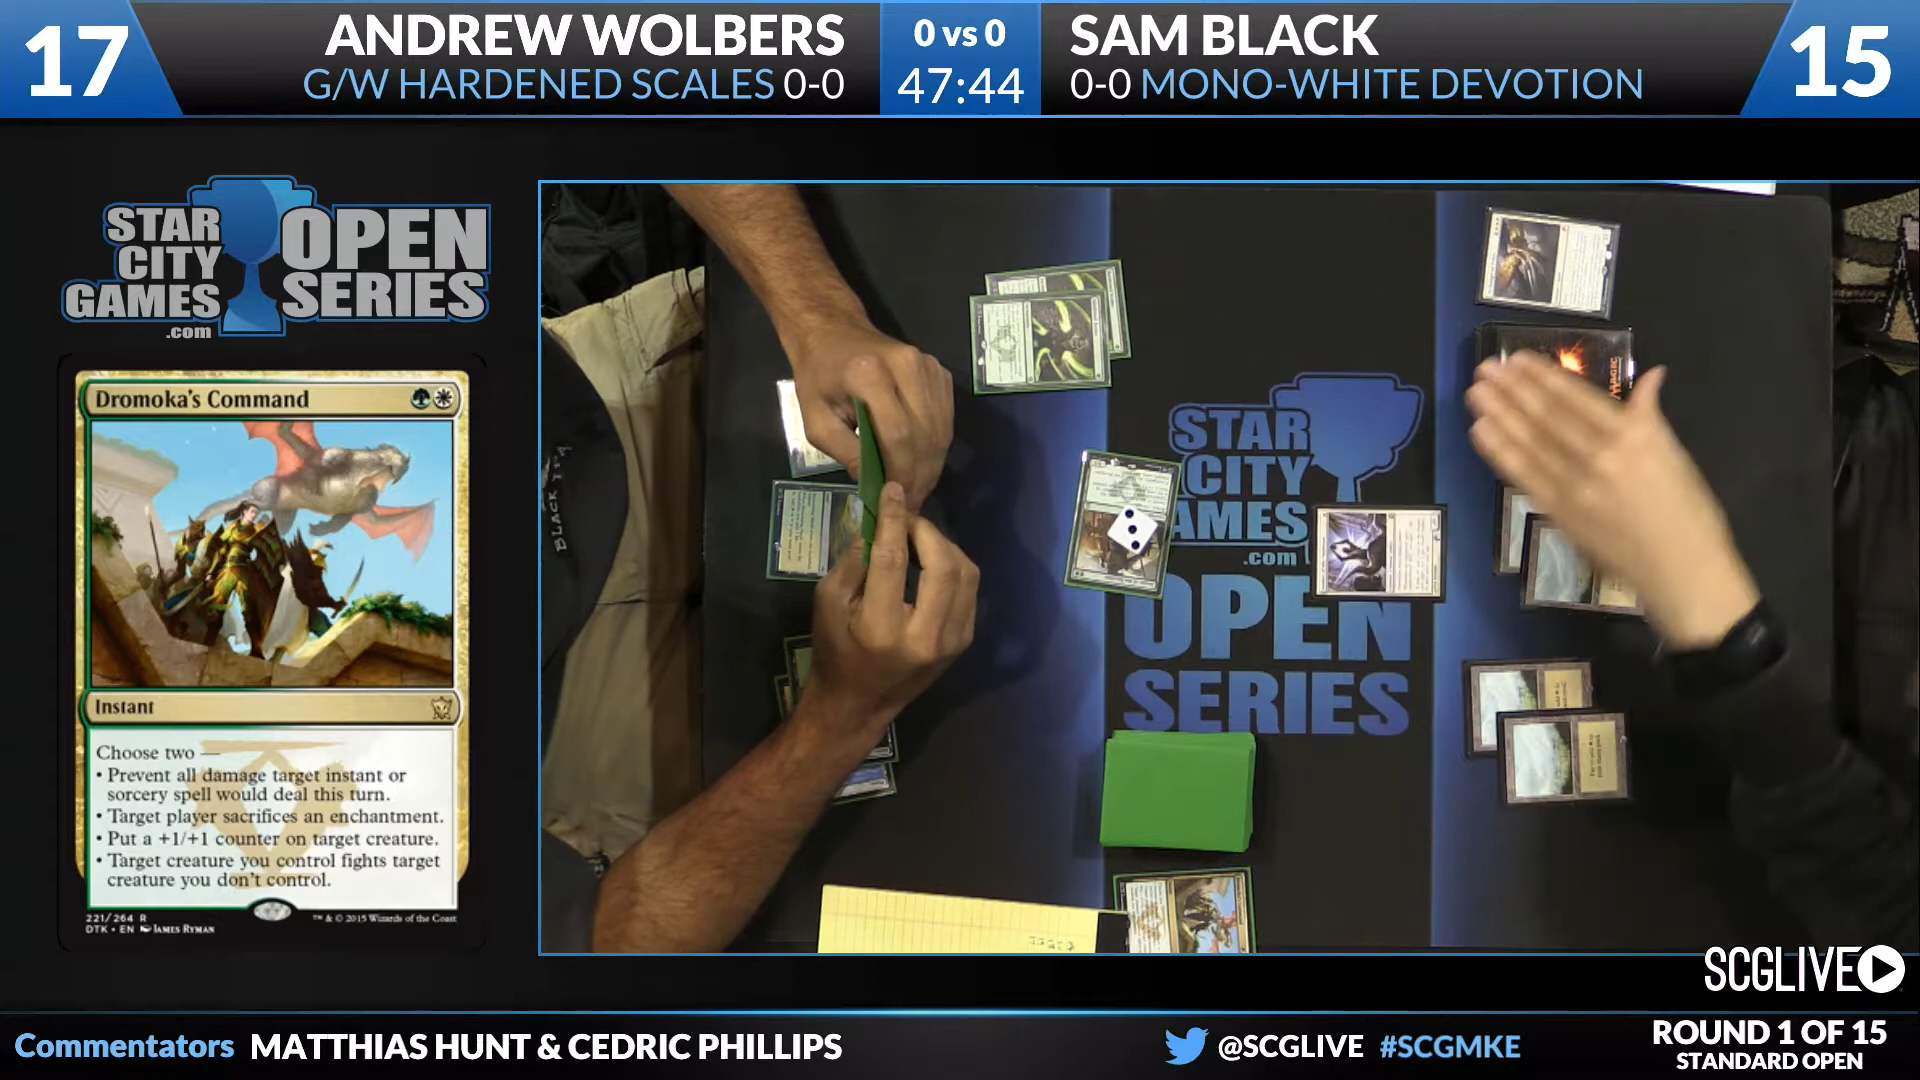 17
ANDREW WOLBERS
G/W HARDENED SCALES 0-0
0 vs 0
47:44
SAM BLACK
0-0 MONO-WHITE DEVOTION
15
STAR
CITY
GAMES
.com
OPEN
SERIES
Dromoka's Command
Instant
Choose two —
• Prevent all damage target instant or
sorcery spell would deal this turn.
• Target player sacrifices an enchantment.
• Put a +1/+1 counter on target creature.
• Target creature you control fights target
creature you don't control.
221/264 R
DTK • EN JAMES RYMAN
™ & © 2015 Wizards of the Coast
MAGIC
STAR
CITY
GAMES
.com
OPEN
SERIES
SCGLIVE
Commentators MATTHIAS HUNT & CEDRIC PHILLIPS
@SCGLIVE #SCGMKE
ROUND 1 OF 15
STANDARD OPEN